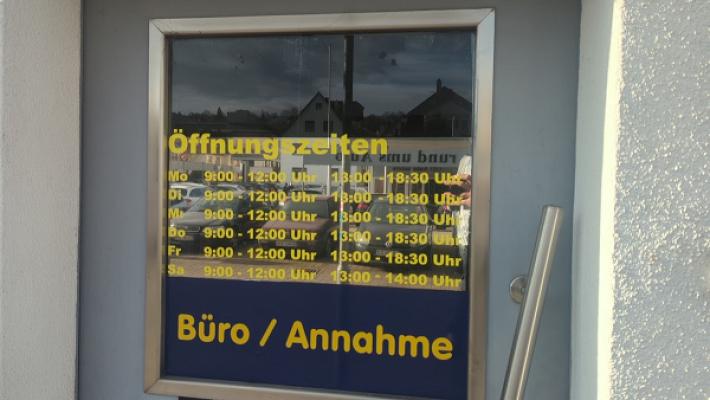 Öffnungszeiten
Mo 9:00 - 12:00 Uhr 13:00 - 18:30 Uhr
Di 9:00 - 12:00 Uhr 13:00 - 18:30 Uhr
Mi 9:00 - 12:00 Uhr 13:00 - 18:30 Uhr
Do 9:00 - 12:00 Uhr 13:00 - 18:30 Uhr
Fr 9:00 - 12:00 Uhr 13:00 - 18:30 Uhr
Sa 9:00 - 12:00 Uhr 13:00 - 14:00 Uhr
Büro / Annahme
rund ums Auto